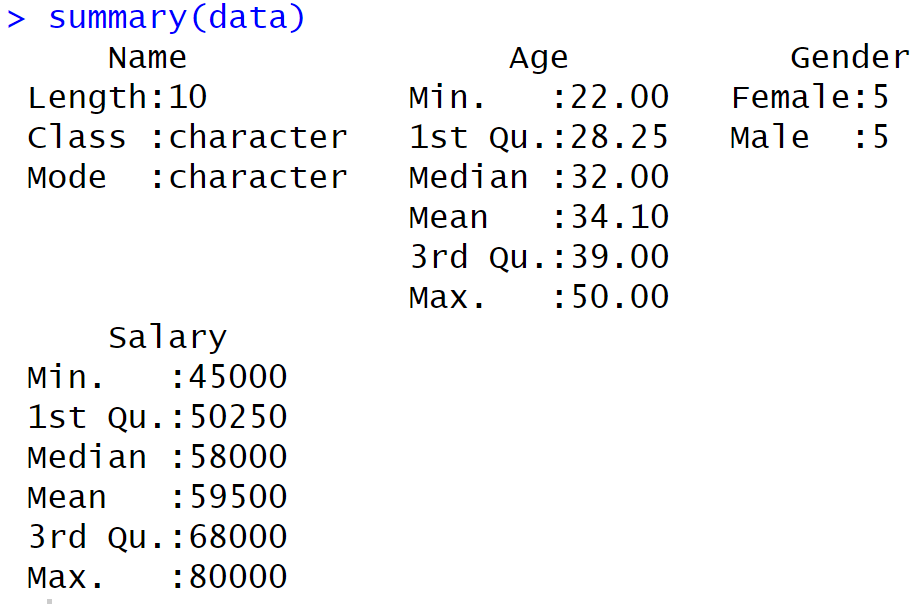 > summary(data)
     Name                Age           Gender
 Length:10          Min.   :22.00   Female:5
 Class :character   1st Qu.:28.25   Male  :5
 Mode  :character   Median :32.00
                    Mean   :34.10
                    3rd Qu.:39.00
                    Max.   :50.00
     Salary
 Min.   :45000
 1st Qu.:50250
 Median :58000
 Mean   :59500
 3rd Qu.:68000
 Max.   :80000